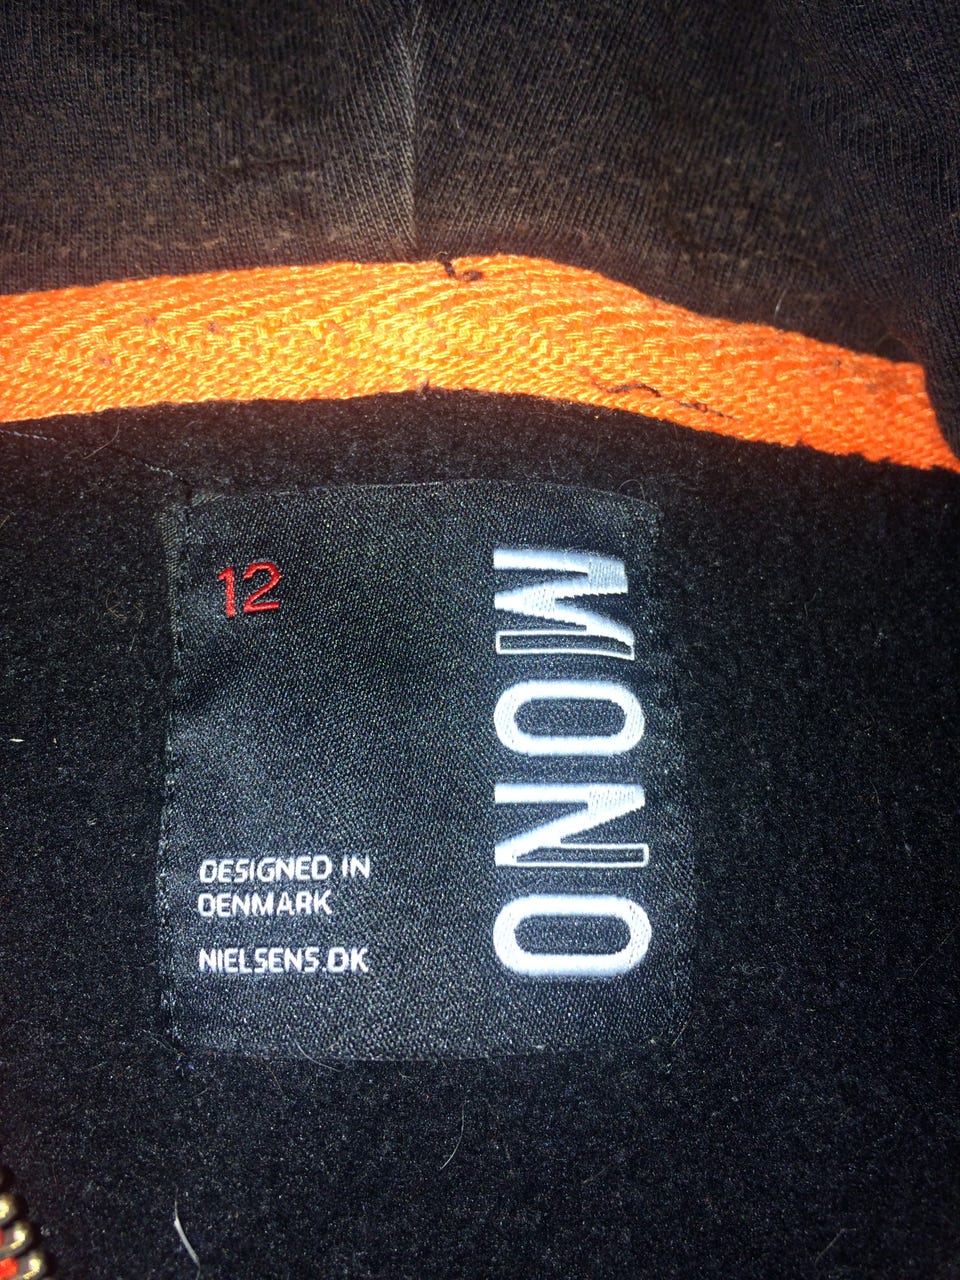 12
MONO
DESIGNED IN
DENMARK
NIELSENS.DK